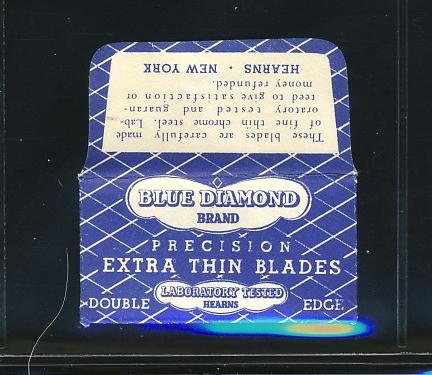 These blades are carefully made
of fine thin chrome steel. Lab-
oratory tested and guaran-
teed to give satisfaction or
money refunded.
HEARNS · NEW YORK
BLUE DIAMOND
BRAND
PRECISION
EXTRA THIN BLADES
LABORATORY TESTED
HEARNS
DOUBLE EDGE